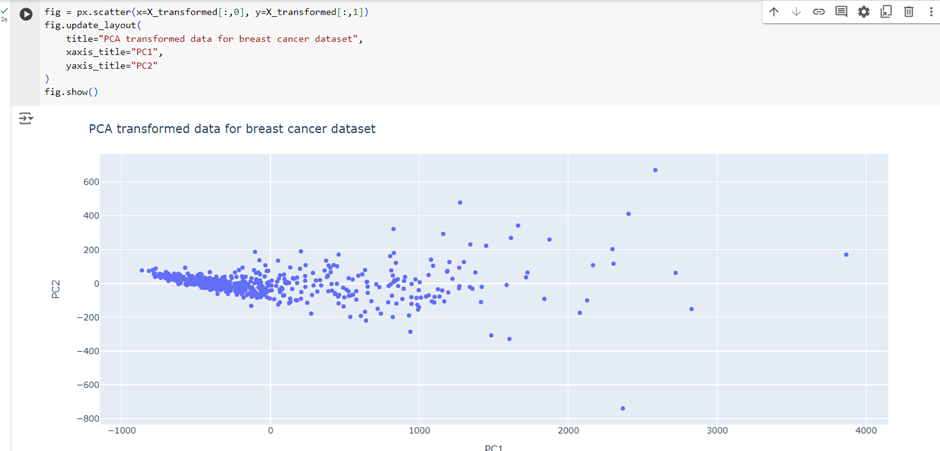 fig = px.scatter(x=X_transformed[:,0], y=X_transformed[:,1])
fig.update_layout(
title="PCA transformed data for breast cancer dataset",
xaxis_title="PC1",
yaxis_title="PC2"
)
fig.show()
2s
PCA transformed data for breast cancer dataset
600
400
200
0
−200
−400
−600
−800
PC2
−1000
0
1000
2000
3000
4000
PC1